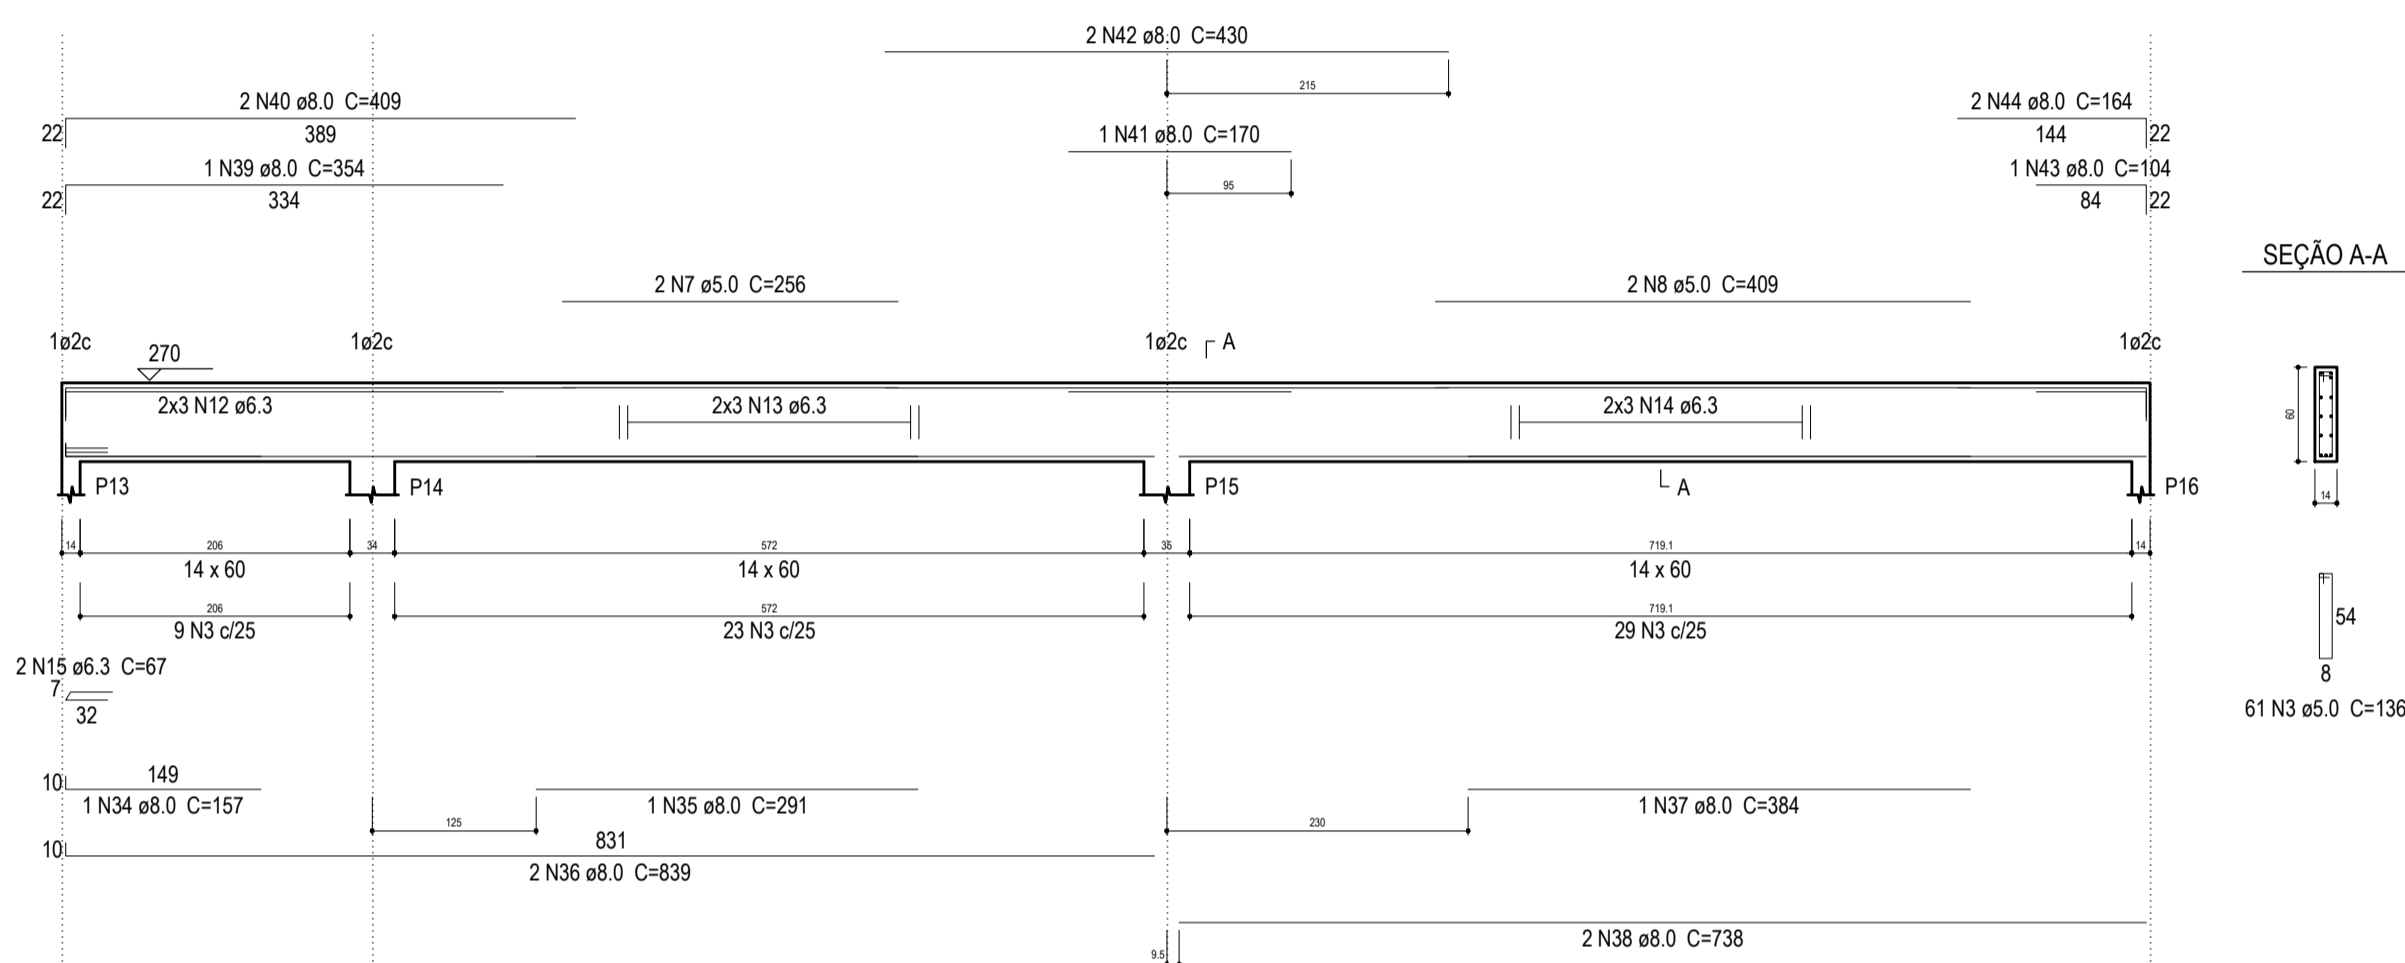 2 N42 ø8.0 C=430
215
2 N40 ø8.0 C=409
22
389
1 N39 ø8.0 C=354
22
334
1 N41 ø8.0 C=170
95
2 N44 ø8.0 C=164
144
22
1 N43 ø8.0 C=104
84
22
SEÇÃO A-A
2 N7 ø5.0 C=256
2 N8 ø5.0 C=409
1ø2c
270
1ø2c
1ø2c
A
1ø2c
2x3 N12 ø6.3
2x3 N13 ø6.3
2x3 N14 ø6.3
60
P13
P14
P15
A
P16
14
14
206
34
572
35
719.1
14
14 x 60
14 x 60
14 x 60
206
572
719.1
9 N3 c/25
23 N3 c/25
29 N3 c/25
54
8
61 N3 ø5.0 C=136
2 N15 ø6.3 C=67
7
32
10
149
1 N34 ø8.0 C=157
125
1 N35 ø8.0 C=291
230
1 N37 ø8.0 C=384
10
831
2 N36 ø8.0 C=839
2 N38 ø8.0 C=738
9.5